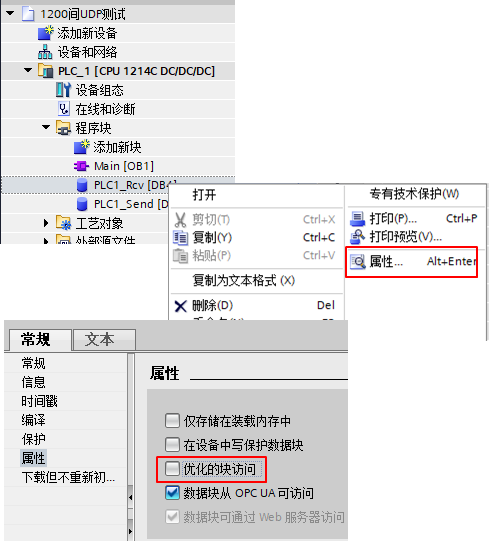 1200间UDP测试
添加新设备
设备和网络
PLC_1 [CPU 1214C DC/DC/DC]
设备组态
在线和诊断
程序块
添加新块
Main [OB1]
PLC1_Rcv [DB4]
PLC1_Send [D
工艺对象
外部源文件
打开
剪切(T) Ctrl+X
复制(Y) Ctrl+C
粘贴(P) Ctrl+V
复制为文本格式 (X)
删除(D) Del
专有技术保护(W)
打印(P)... Ctrl+P
打印预览(V)...
属性... Alt+Enter
常规 文本
常规
信息
时间戳
编译
保护
属性
下载但不重新初...
属性
仅存储在装载内存中
在设备中写保护数据块
优化的块访问
数据块从 OPC UA 可访问
数据块可通过 Web 服务器访问